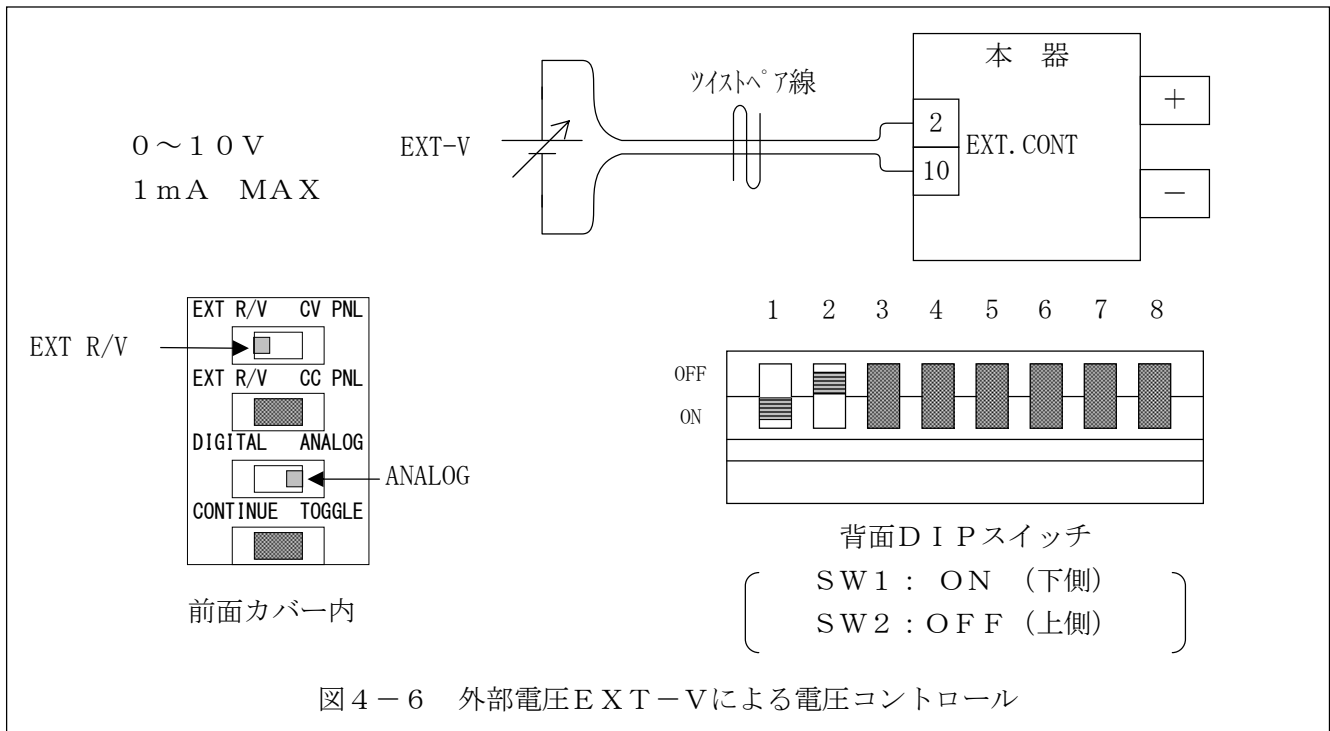 本 器
ﾂｲｽﾄﾍﾟｱ線
＋
2
0～10V
EXT-V
EXT.CONT
1mA MAX
10
－
EXT R/V CV PNL
1 2 3 4 5 6 7 8
EXT R/V
EXT R/V CC PNL
OFF
ON
DIGITAL ANALOG
ANALOG
CONTINUE TOGGLE
背面DIPスイッチ
SW1：ON（下側）
前面カバー内
SW2：OFF（上側）
図4－6 外部電圧EXT－Vによる電圧コントロール